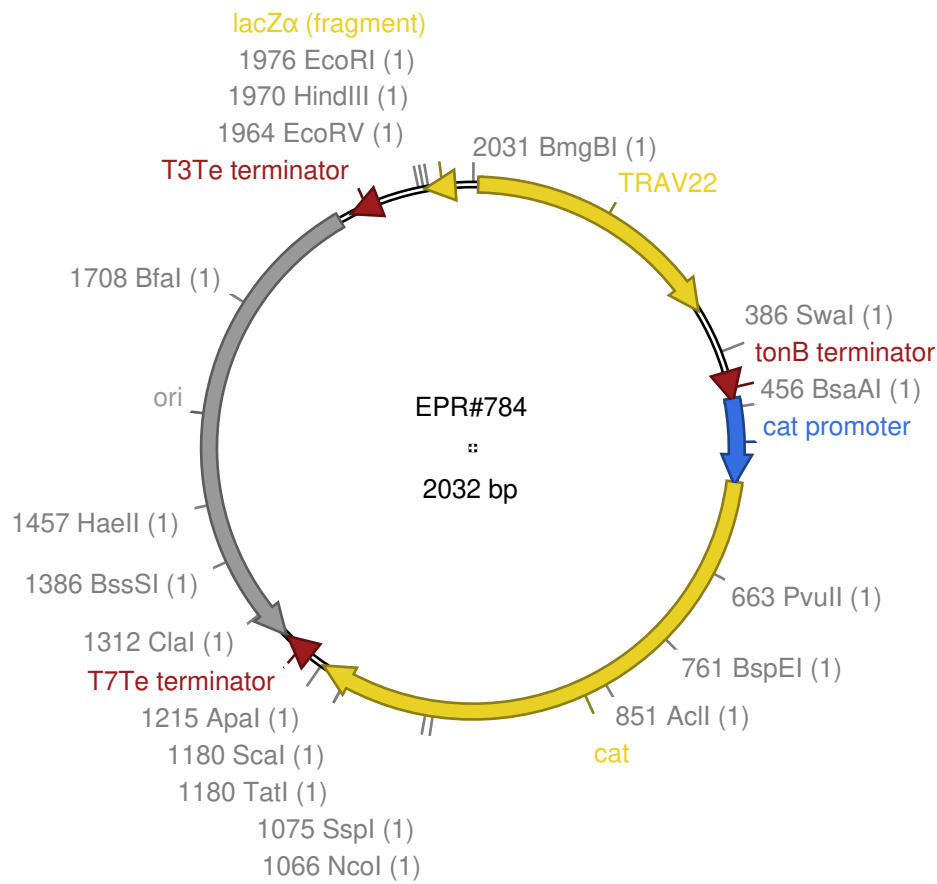 lacZα (fragment)
1976 EcoRI (1)
1970 HindIII (1)
1964 EcoRV (1)
T3Te terminator
2031 BmgBI (1)
TRAV22
1708 BfaI (1)
386 SwaI (1)
tonB terminator
456 BsaAI (1)
cat promoter
ori
EPR#784
2032 bp
1457 HaeII (1)
1386 BssSI (1)
1312 ClaI (1)
T7Te terminator
1215 ApaI (1)
1180 ScaI (1)
1180 TatI (1)
1075 SspI (1)
1066 NcoI (1)
663 PvuII (1)
761 BspEI (1)
851 AclI (1)
cat